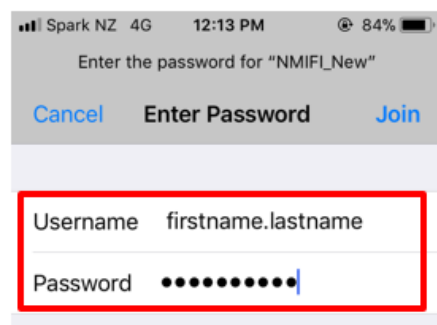 Spark NZ 4G 12:13 PM 84%
Enter the password for “NMIFI_New”
Cancel Enter Password Join
Username firstname.lastname
Password ●●●●●●●●●●